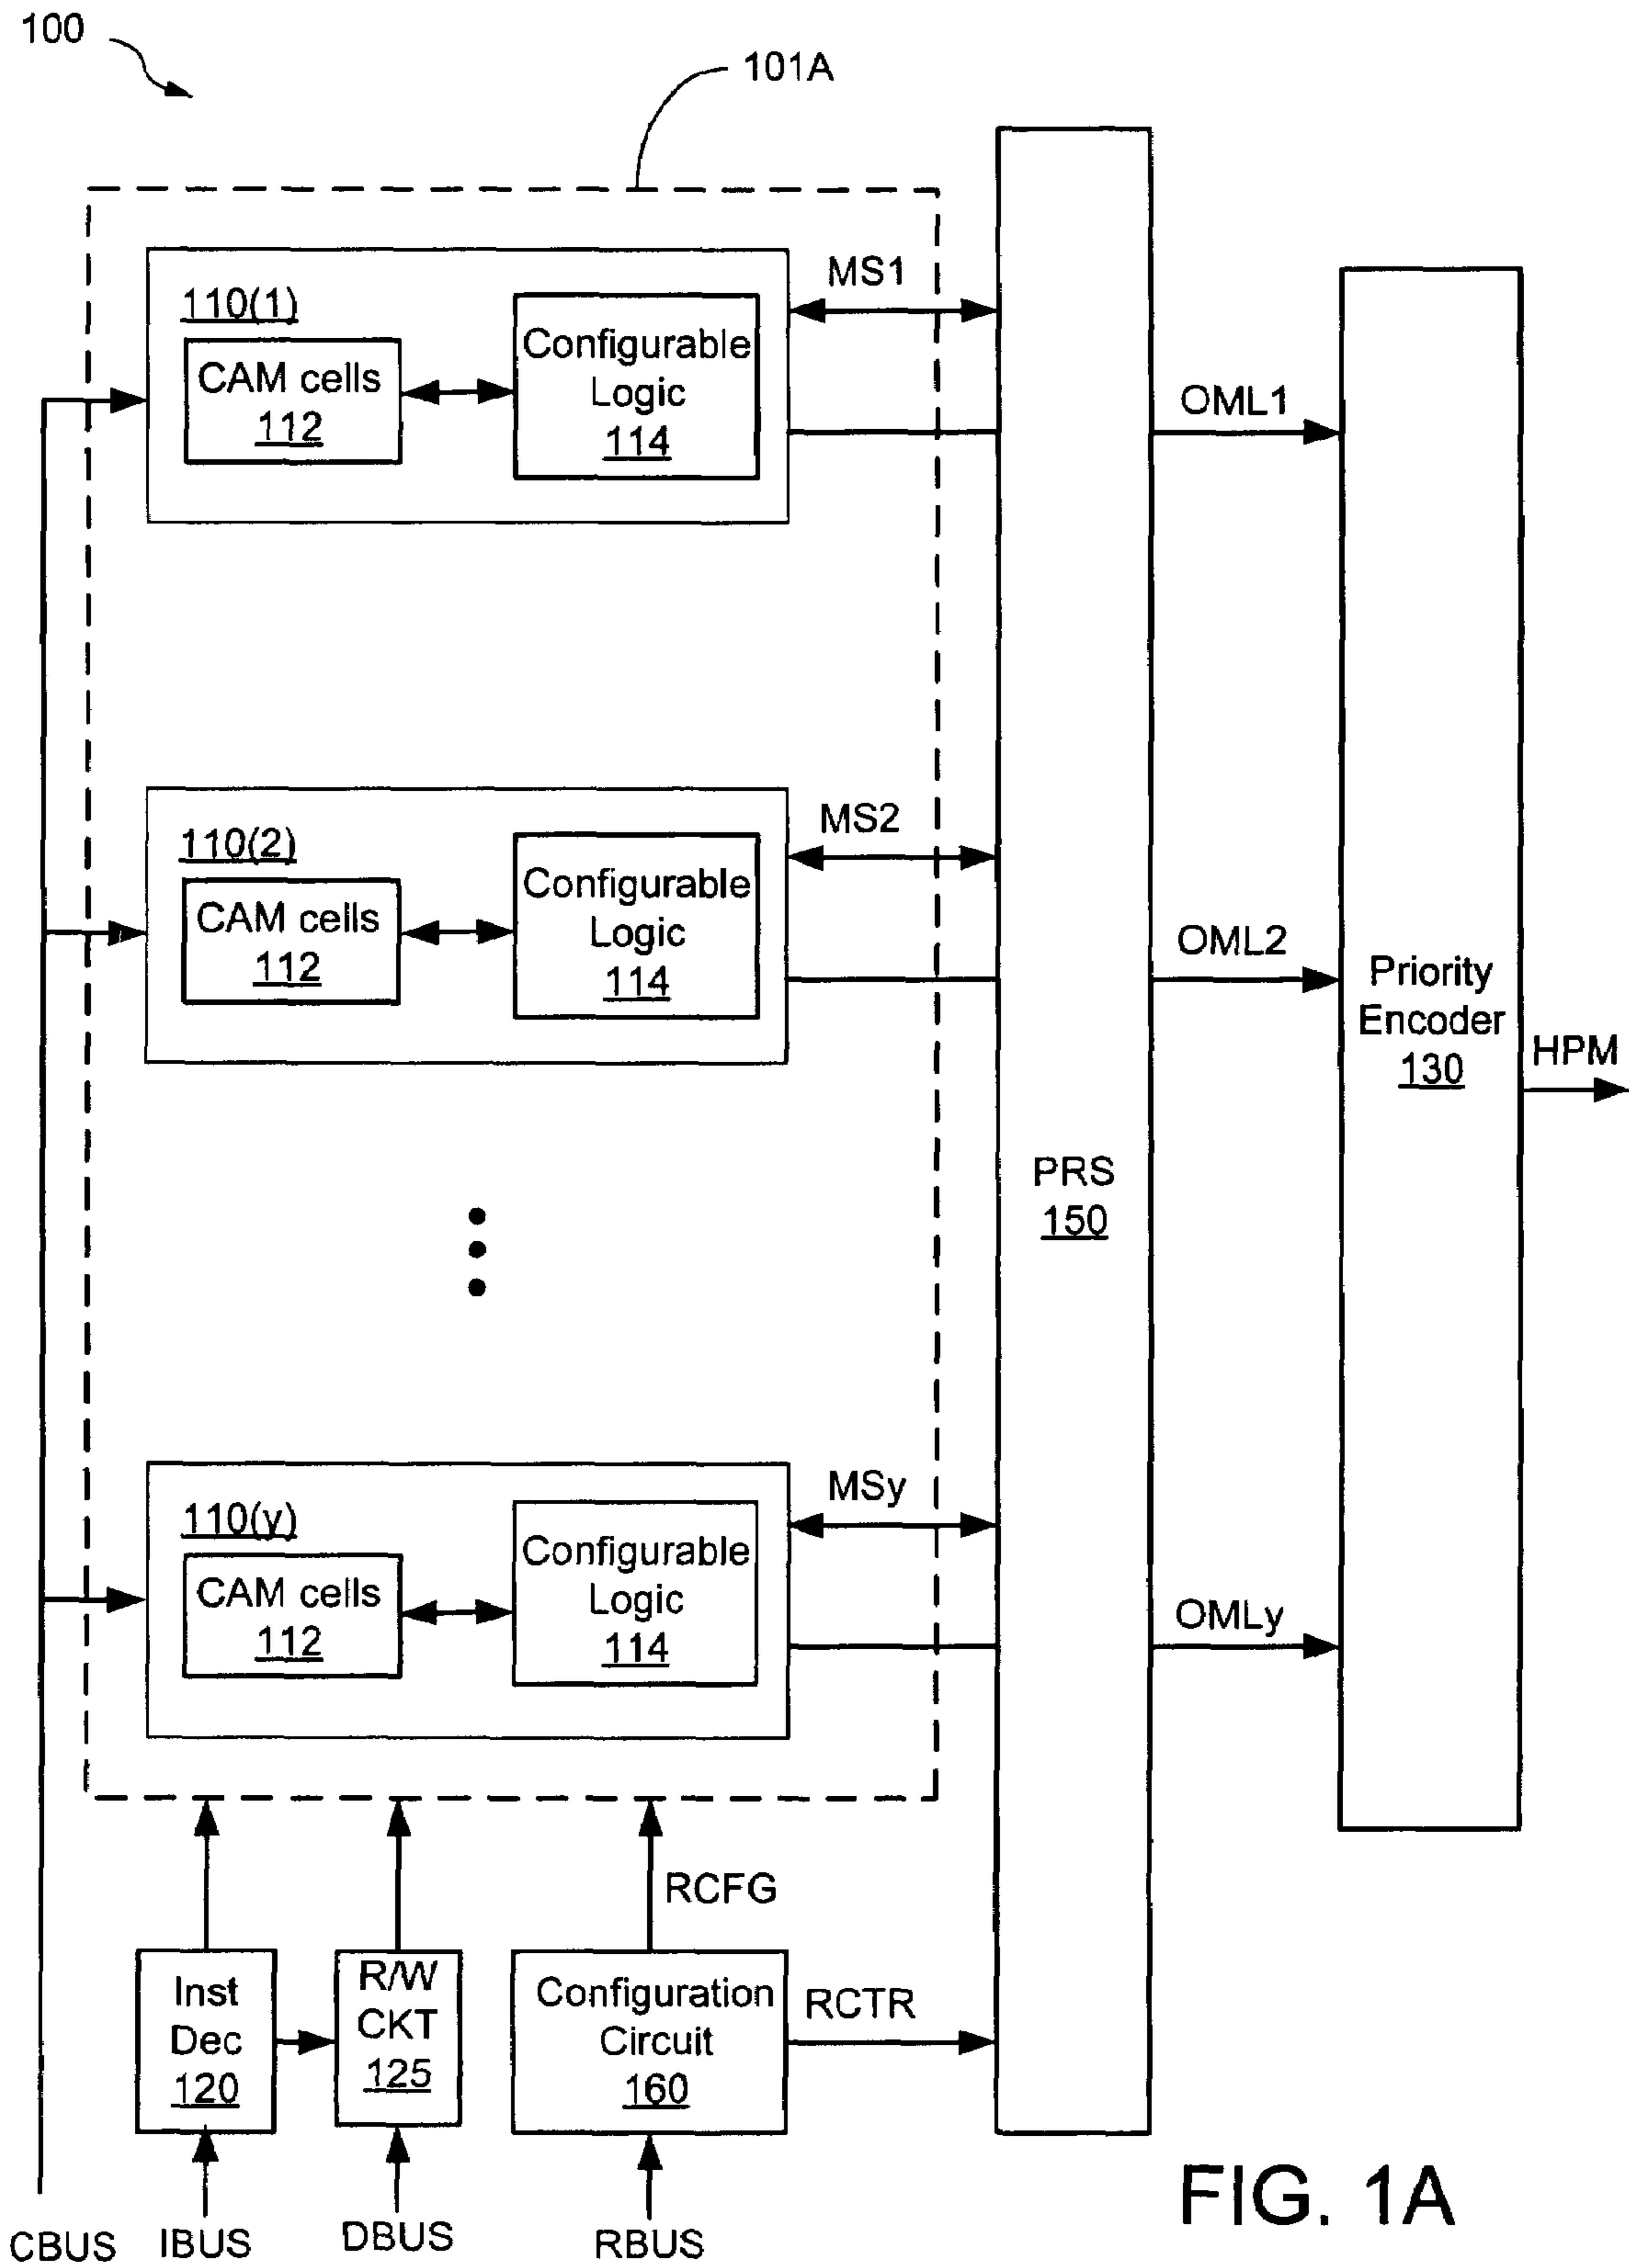 100
101A
110(1)
CAM cells
112
Configurable
Logic
114
MS1
OML1
110(2)
CAM cells
112
Configurable
Logic
114
MS2
OML2
Priority
Encoder
130
HPM
PRS
150
110(y)
CAM cells
112
Configurable
Logic
114
MSy
OMLy
RCFG
Inst
Dec
120
R/W
CKT
125
Configuration
Circuit
160
RCTR
CBUS
IBUS
DBUS
RBUS
FIG. 1A